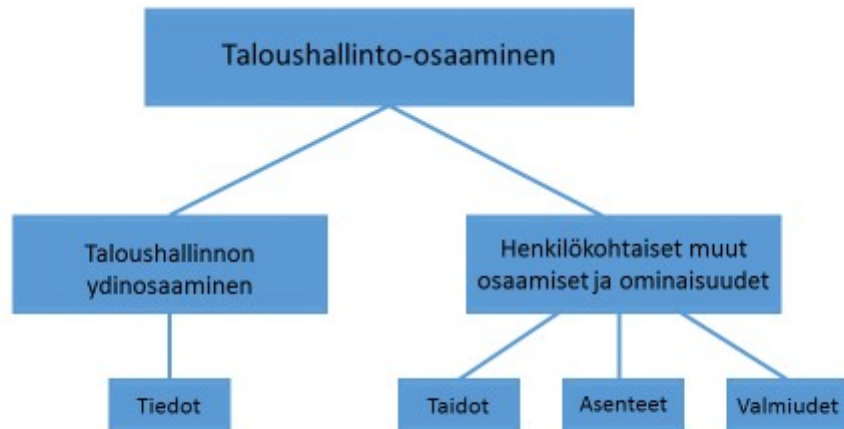 Taloushallinto-osaaminen
Taloushallinnon
ydinosaaminen
Henkilökohtaiset muut
osaamiset ja ominaisuudet
Tiedot
Taidot
Asenteet
Valmiudet